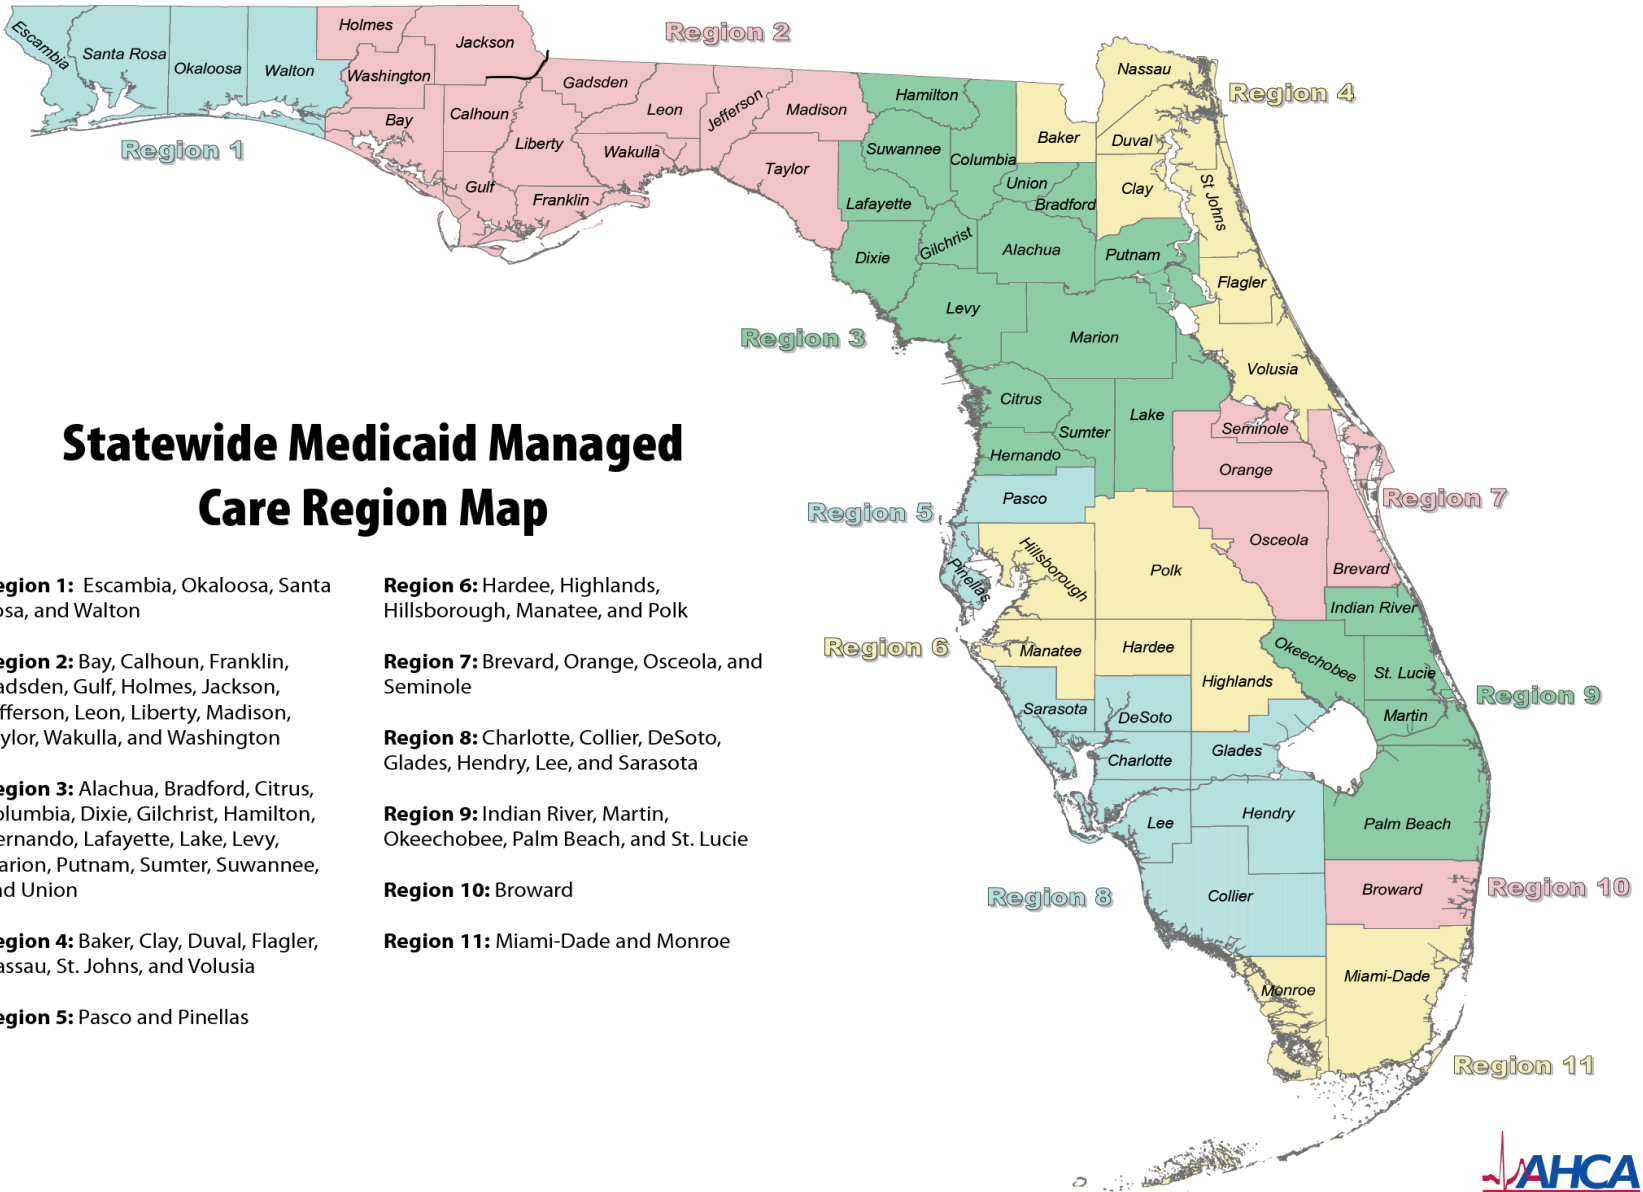 Region 2
Holmes
Jackson
Escambia
Santa Rosa
Okaloosa
Walton
Washington
Gadsden
Nassau
Region 4
Bay
Calhoun
Leon
Jefferson
Madison
Hamilton
Region 1
Liberty
Wakulla
Suwannee
Columbia
Baker
Duval
Gulf
Franklin
Taylor
Lafayette
Union
Bradford
Clay
St Johns
Dixie
Gilchrist
Alachua
Putnam
Flagler
Region 3
Levy
Marion
Volusia
Citrus
Lake
Sumter
Seminole
Hernando
Orange
Region 5
Pasco
Region 7
Pinellas
Hillsborough
Polk
Osceola
Brevard
Indian River
Region 6
Manatee
Hardee
Highlands
Okeechobee
St. Lucie
Region 9
Sarasota
DeSoto
Martin
Charlotte
Glades
Lee
Hendry
Palm Beach
Region 8
Collier
Broward
Region 10
Monroe
Miami-Dade
Region 11
Statewide Medicaid Managed
Care Region Map
egion 1: Escambia, Okaloosa, Santa
osa, and Walton
egion 2: Bay, Calhoun, Franklin,
adsden, Gulf, Holmes, Jackson,
fferson, Leon, Liberty, Madison,
ylor, Wakulla, and Washington
egion 3: Alachua, Bradford, Citrus,
olumbia, Dixie, Gilchrist, Hamilton,
ernando, Lafayette, Lake, Levy,
arion, Putnam, Sumter, Suwannee,
nd Union
egion 4: Baker, Clay, Duval, Flagler,
assau, St. Johns, and Volusia
egion 5: Pasco and Pinellas
Region 6: Hardee, Highlands,
Hillsborough, Manatee, and Polk
Region 7: Brevard, Orange, Osceola, and
Seminole
Region 8: Charlotte, Collier, DeSoto,
Glades, Hendry, Lee, and Sarasota
Region 9: Indian River, Martin,
Okeechobee, Palm Beach, and St. Lucie
Region 10: Broward
Region 11: Miami-Dade and Monroe
AHCA